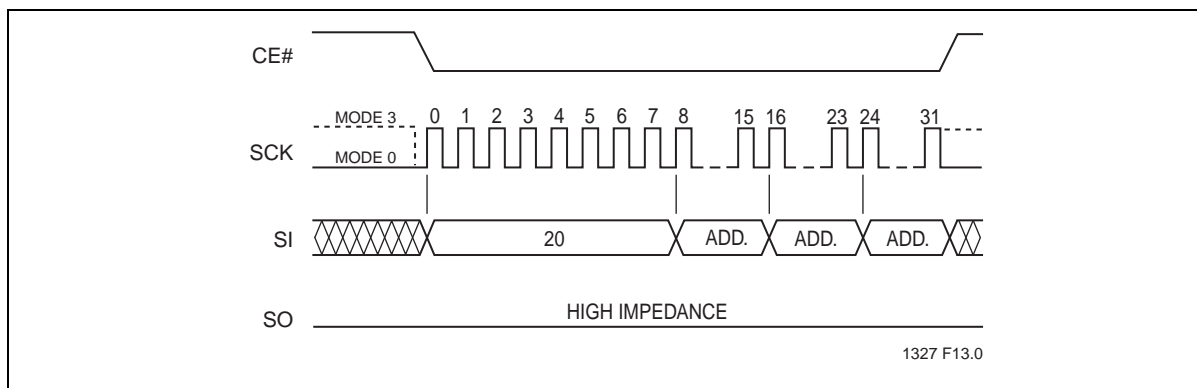 CE#
MODE 3 0 1 2 3 4 5 6 7 8 15 16 23 24 31
SCK
MODE 0
SI 20 ADD. ADD. ADD.
SO HIGH IMPEDANCE
1327 F13.0